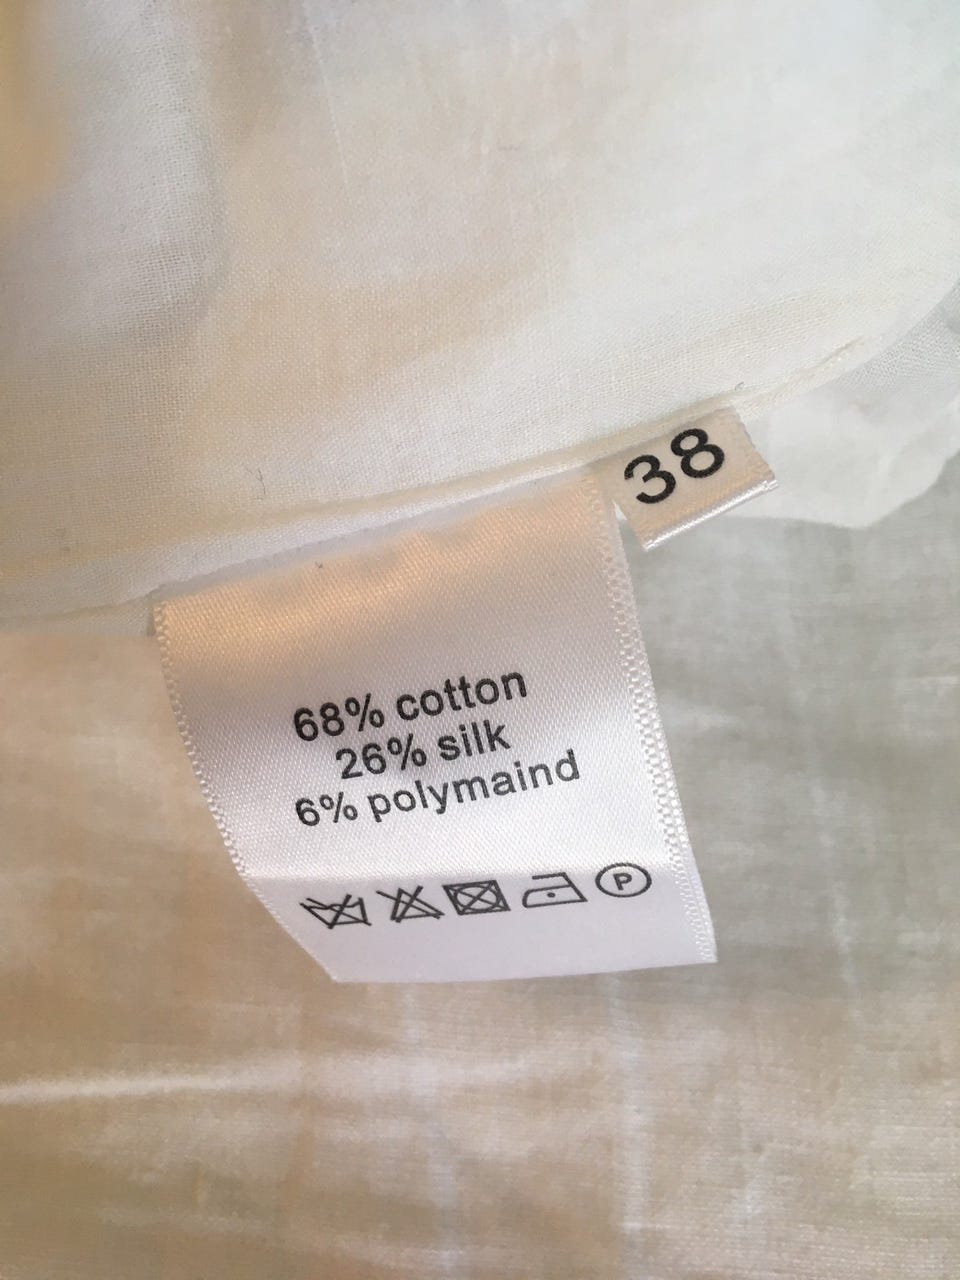 38
68% cotton
26% silk
6% polymaind
P